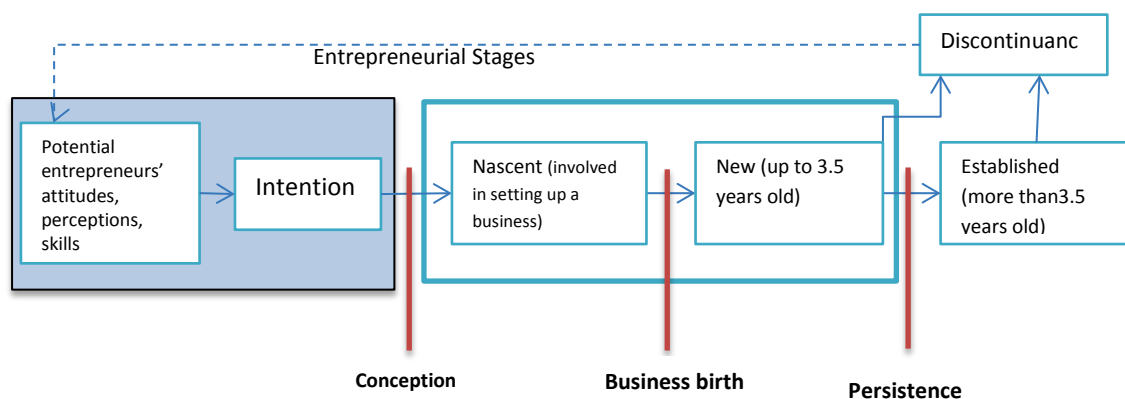 Discontinuanc
Entrepreneurial Stages
Potential
entrepreneurs’
attitudes,
perceptions,
skills
Intention
Nascent (involved
in setting up a
business)
New (up to 3.5
years old)
Established
(more than3.5
years old)
Conception
Business birth
Persistence